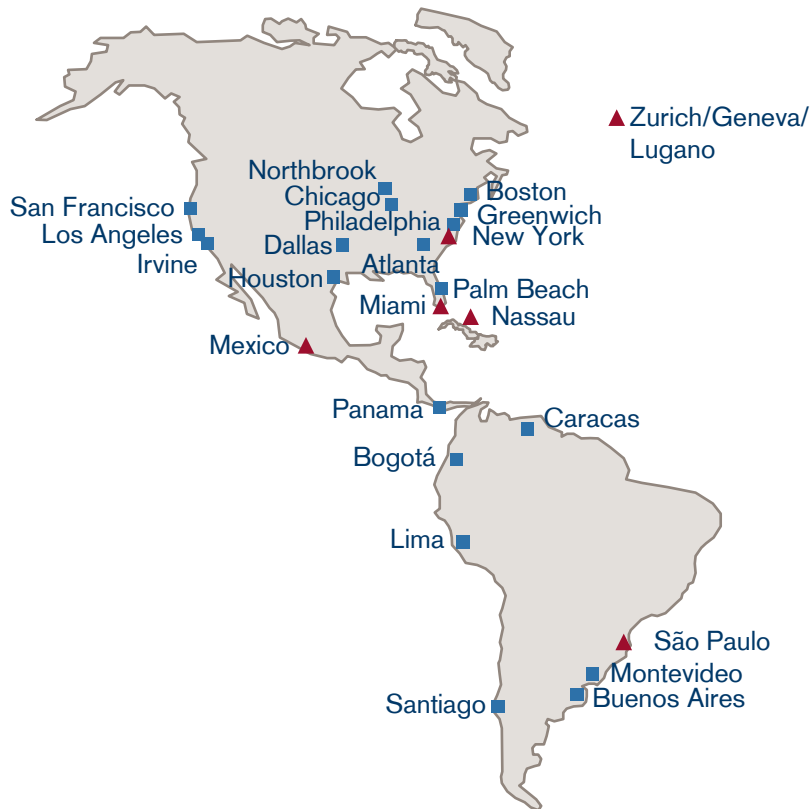 Zurich/Geneva/
Lugano
Northbrook
Chicago
Boston
San Francisco
Philadelphia
Greenwich
Los Angeles
Dallas
New York
Irvine
Atlanta
Houston
Palm Beach
Miami
Nassau
Mexico
Panama
Caracas
Bogotá
Lima
São Paulo
Montevideo
Buenos Aires
Santiago